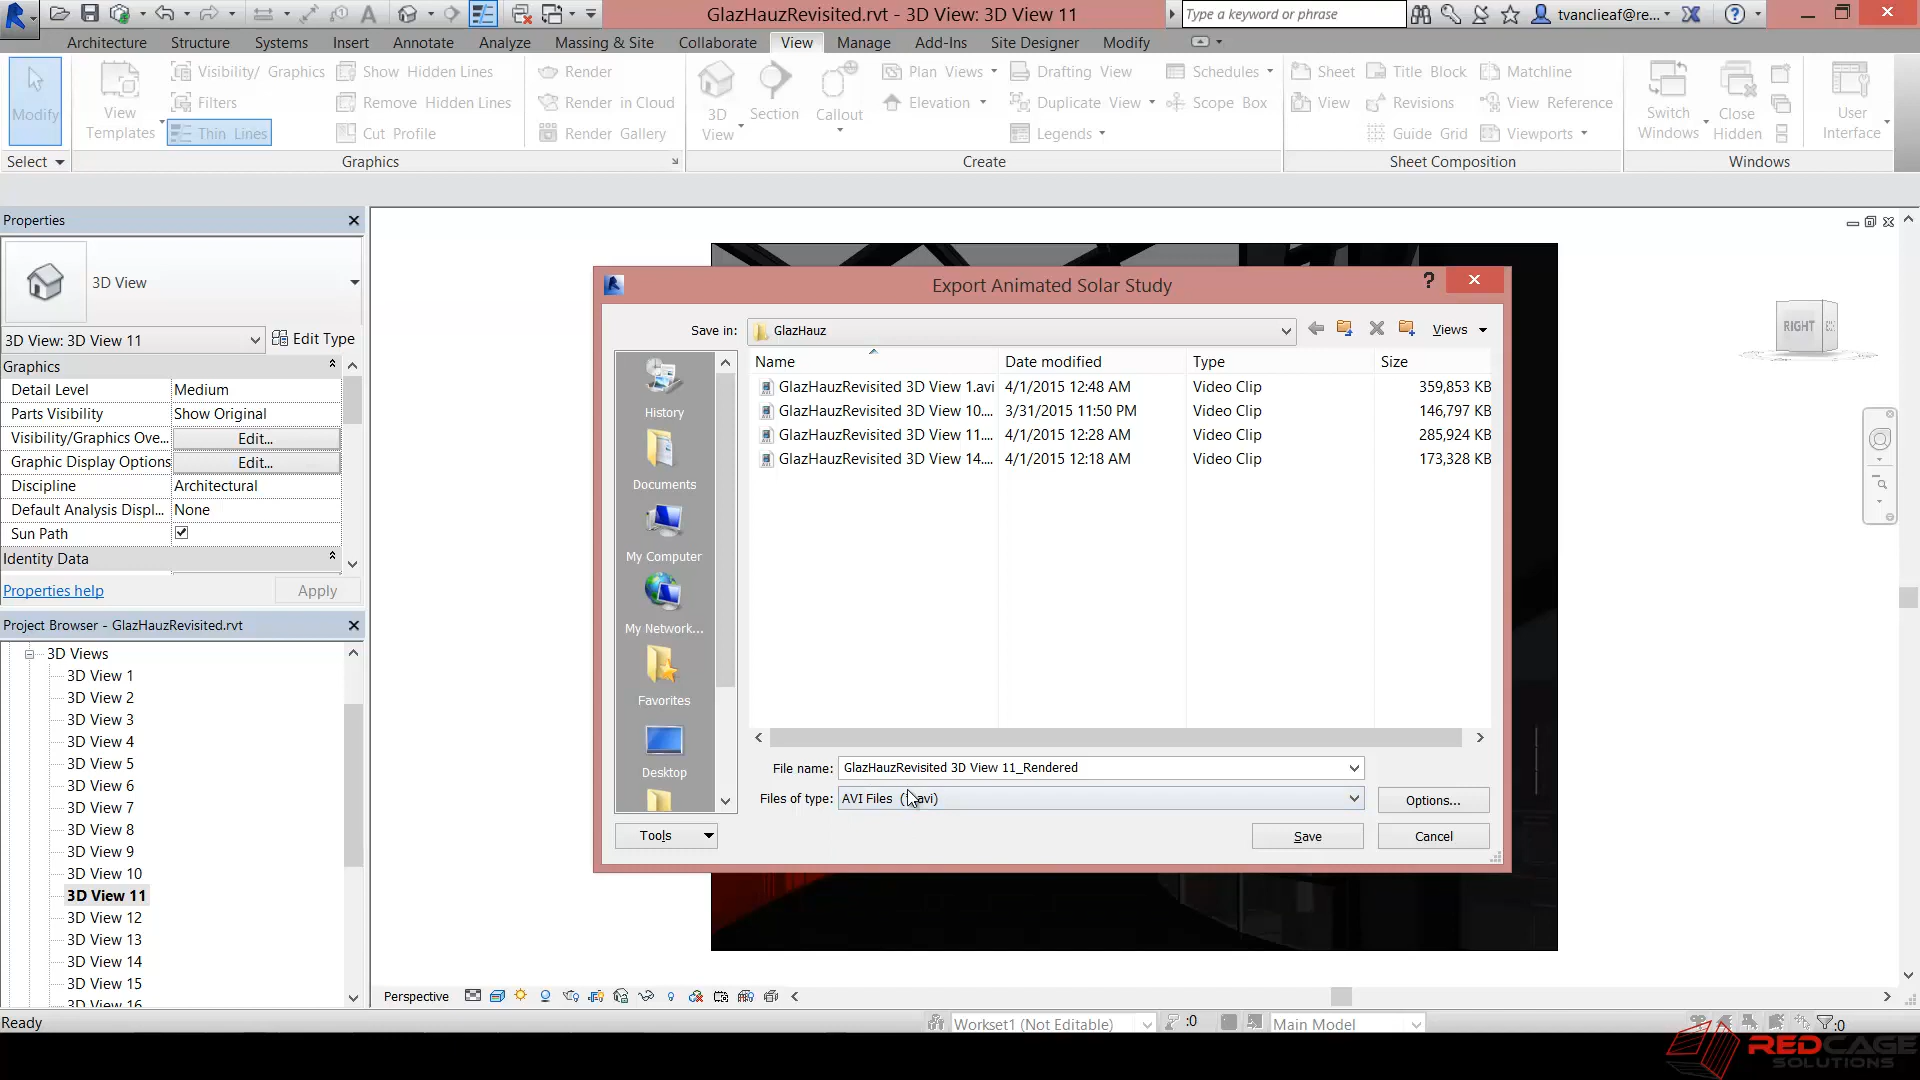 GlazHauzRevisited.rvt - 3D View: 3D View 11
Type a keyword or phrase
tvanclieaf@re...
Architecture Structure Systems Insert Annotate Analyze Massing & Site Collaborate View Manage Add-Ins Site Designer Modify
Modify
View
Templates
Visibility/ Graphics
Filters
Thin Lines
Show Hidden Lines
Remove Hidden Lines
Cut Profile
Render
Render in Cloud
Render Gallery
3D
View
Section
Callout
Plan Views
Elevation
Drafting View
Duplicate View
Legends
Schedules
Scope Box
Sheet
View
Title Block
Revisions
Guide Grid
Matchline
View Reference
Viewports
Switch
Windows
Close
Hidden
User
Interface
Select
Graphics
Create
Sheet Composition
Windows
Properties
3D View
3D View: 3D View 11
Edit Type
Graphics
Detail Level Medium
Parts Visibility Show Original
Visibility/Graphics Ove... Edit...
Graphic Display Options Edit...
Discipline Architectural
Default Analysis Displ... None
Sun Path
Identity Data
Properties help
Apply
Project Browser - GlazHauzRevisited.rvt
3D Views
3D View 1
3D View 2
3D View 3
3D View 4
3D View 5
3D View 6
3D View 7
3D View 8
3D View 9
3D View 10
3D View 11
3D View 12
3D View 13
3D View 14
3D View 15
3D View 16
Export Animated Solar Study
Save in: GlazHauz
Views
Name Date modified Type Size
GlazHauzRevisited 3D View 1.avi 4/1/2015 12:48 AM Video Clip 359,853 KB
GlazHauzRevisited 3D View 10.... 3/31/2015 11:50 PM Video Clip 146,797 KB
GlazHauzRevisited 3D View 11.... 4/1/2015 12:28 AM Video Clip 285,924 KB
GlazHauzRevisited 3D View 14.... 4/1/2015 12:18 AM Video Clip 173,328 KB
History
Documents
My Computer
My Network...
Favorites
Desktop
File name: GlazHauzRevisited 3D View 11_Rendered
Files of type: AVI Files (*.avi)
Options...
Tools
Save
Cancel
RIGHT
Perspective
Ready
Workset1 (Not Editable)
:0
Main Model
:0
REDCAGE
SOLUTIONS